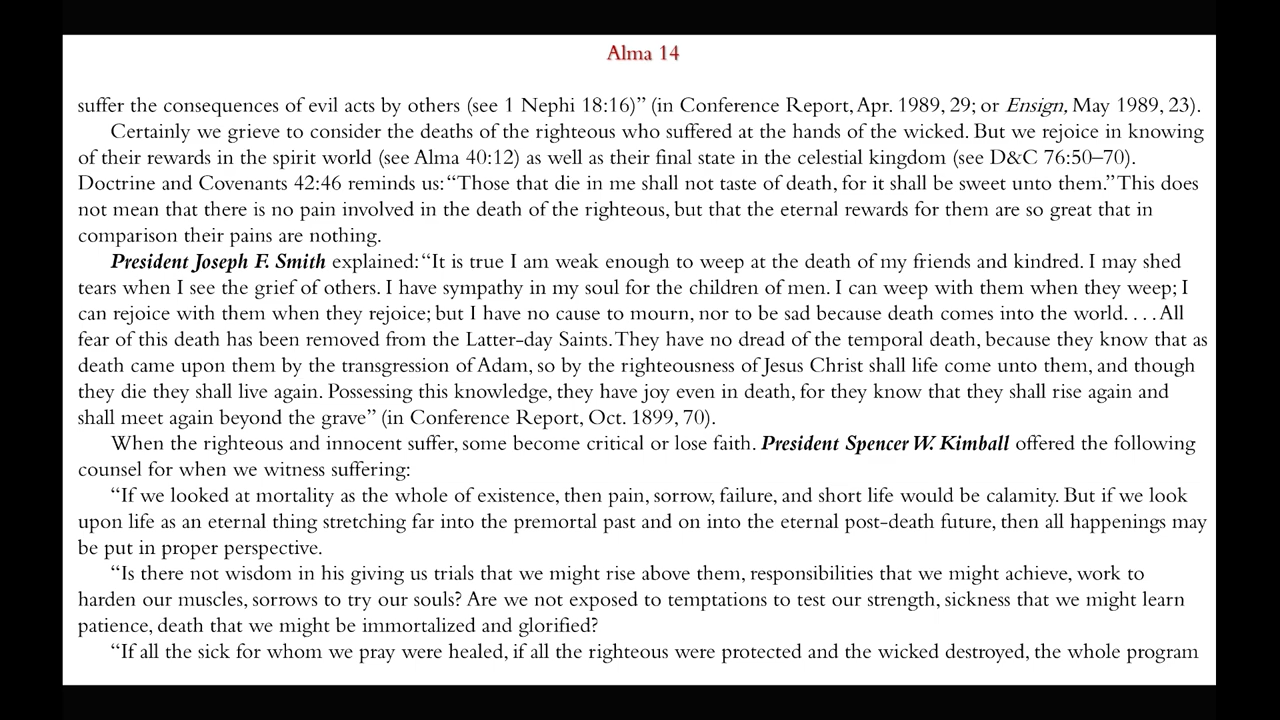 Alma 14
suffer the consequences of evil acts by others (see 1 Nephi 18:16)” (in Conference Report, Apr. 1989, 29; or Ensign, May 1989, 23).
Certainly we grieve to consider the deaths of the righteous who suffered at the hands of the wicked. But we rejoice in knowing
of their rewards in the spirit world (see Alma 40:12) as well as their final state in the celestial kingdom (see D&C 76:50–70).
Doctrine and Covenants 42:46 reminds us: “Those that die in me shall not taste of death, for it shall be sweet unto them.” This does
not mean that there is no pain involved in the death of the righteous, but that the eternal rewards for them are so great that in
comparison their pains are nothing.
President Joseph F. Smith explained: “It is true I am weak enough to weep at the death of my friends and kindred. I may shed
tears when I see the grief of others. I have sympathy in my soul for the children of men. I can weep with them when they weep; I
can rejoice with them when they rejoice; but I have no cause to mourn, nor to be sad because death comes into the world. . . . All
fear of this death has been removed from the Latter-day Saints. They have no dread of the temporal death, because they know that as
death came upon them by the transgression of Adam, so by the righteousness of Jesus Christ shall life come unto them, and though
they die they shall live again. Possessing this knowledge, they have joy even in death, for they know that they shall rise again and
shall meet again beyond the grave” (in Conference Report, Oct. 1899, 70).
When the righteous and innocent suffer, some become critical or lose faith. President Spencer W. Kimball offered the following
counsel for when we witness suffering:
“If we looked at mortality as the whole of existence, then pain, sorrow, failure, and short life would be calamity. But if we look
upon life as an eternal thing stretching far into the premortal past and on into the eternal post-death future, then all happenings may
be put in proper perspective.
“Is there not wisdom in his giving us trials that we might rise above them, responsibilities that we might achieve, work to
harden our muscles, sorrows to try our souls? Are we not exposed to temptations to test our strength, sickness that we might learn
patience, death that we might be immortalized and glorified?
“If all the sick for whom we pray were healed, if all the righteous were protected and the wicked destroyed, the whole program